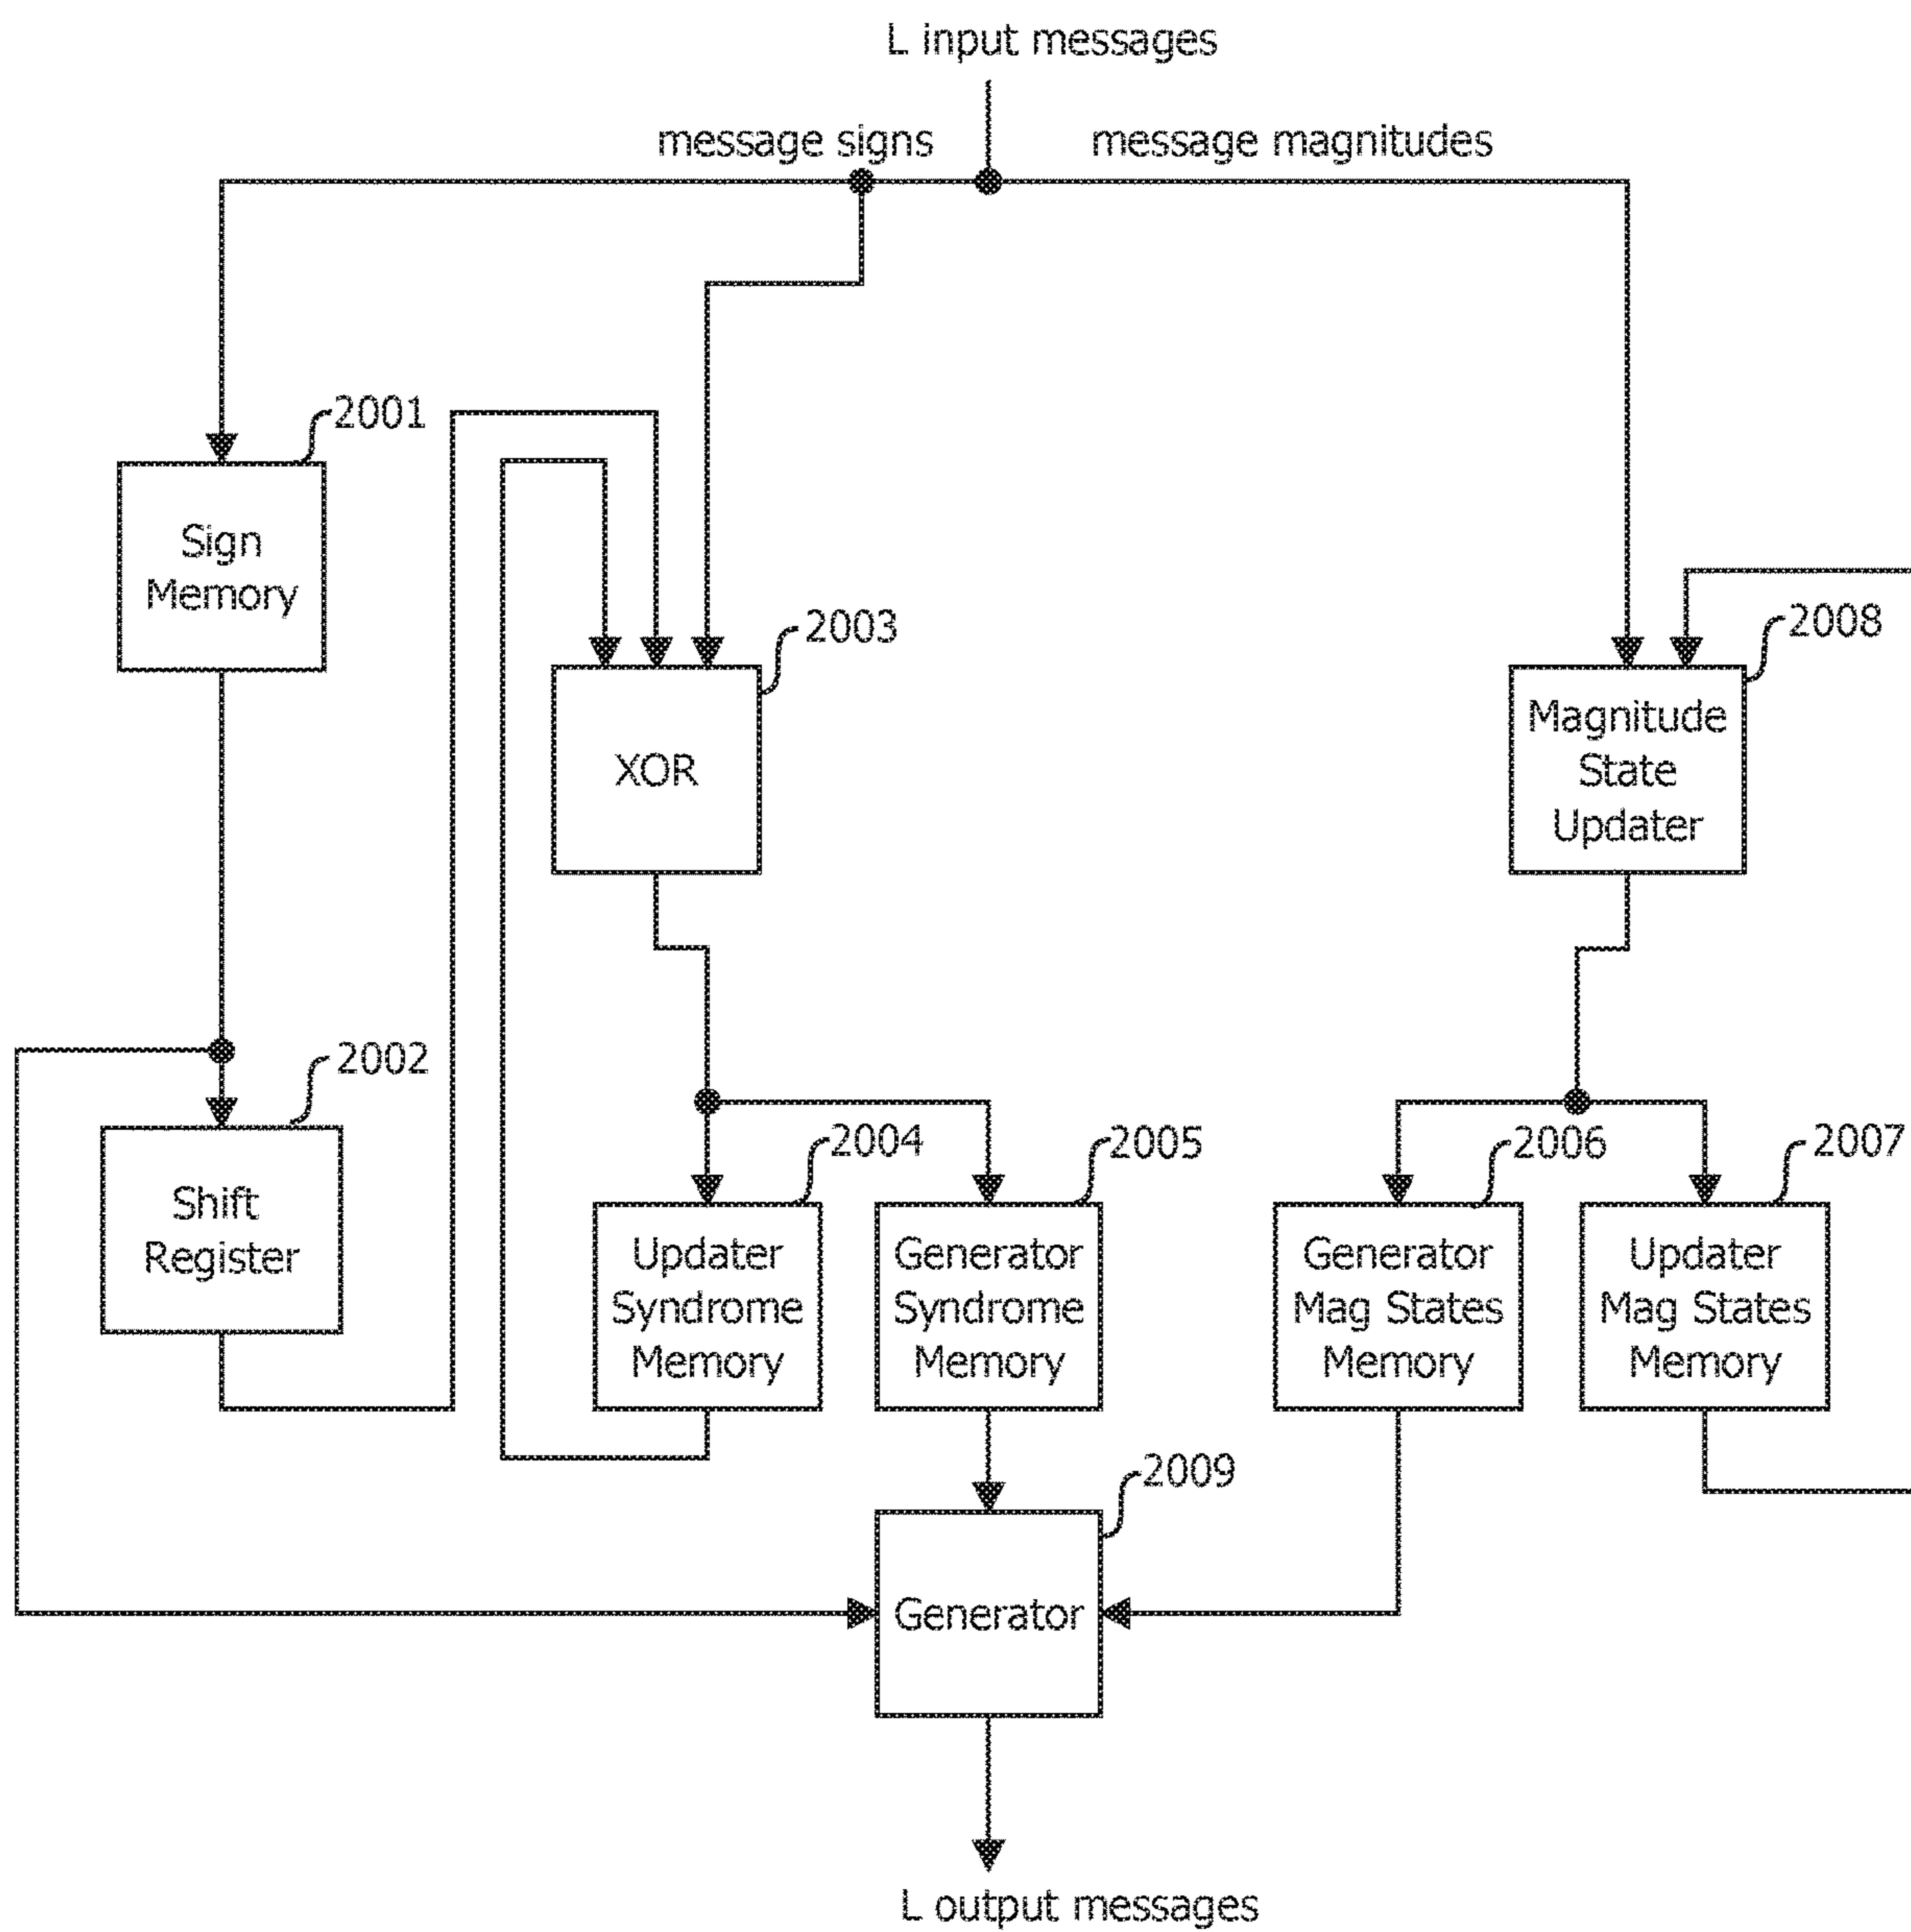 L input messages
message signs
message magnitudes
2001
Sign
Memory
2003
XOR
2008
Magnitude
State
Updater
2002
Shift
Register
2004
Updater
Syndrome
Memory
2005
Generator
Syndrome
Memory
2006
Generator
Mag States
Memory
2007
Updater
Mag States
Memory
2009
Generator
L output messages